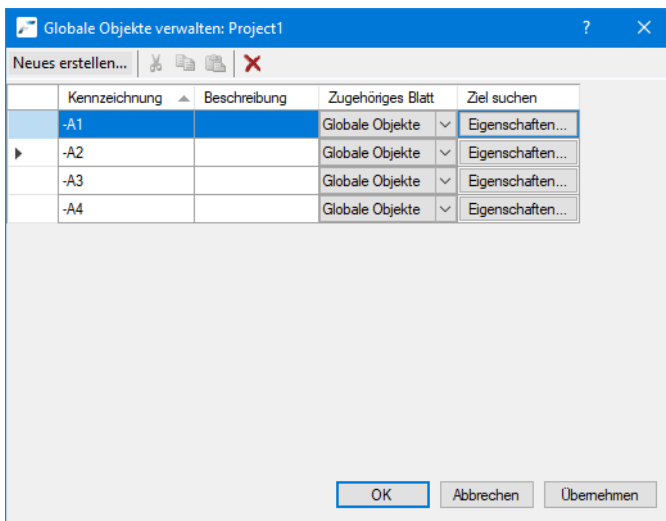 Globale Objekte verwalten: Project1
Neues erstellen...
Kennzeichnung Beschreibung Zugehöriges Blatt Ziel suchen
-A1 Globale Objekte Eigenschaften...
-A2 Globale Objekte Eigenschaften...
-A3 Globale Objekte Eigenschaften...
-A4 Globale Objekte Eigenschaften...
OK Abbrechen Übernehmen